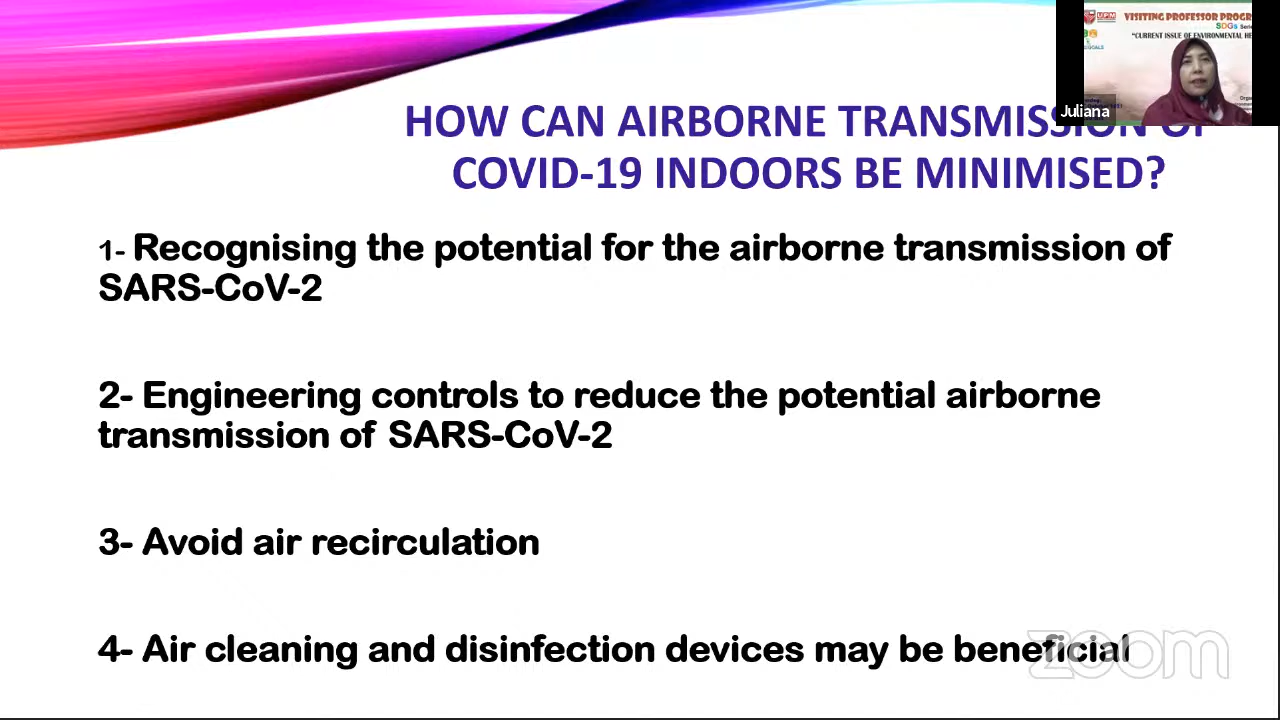 UPM
VISITING PROFESSOR PROGR
SDGs
"CURRENT ISSUE OF ENVIRONMENTAL HE
Juliana
HOW CAN AIRBORNE TRANSMISSION OF
COVID-19 INDOORS BE MINIMISED?
1- Recognising the potential for the airborne transmission of
SARS-CoV-2
2- Engineering controls to reduce the potential airborne
transmission of SARS-CoV-2
3- Avoid air recirculation
4- Air cleaning and disinfection devices may be beneficial
zoom